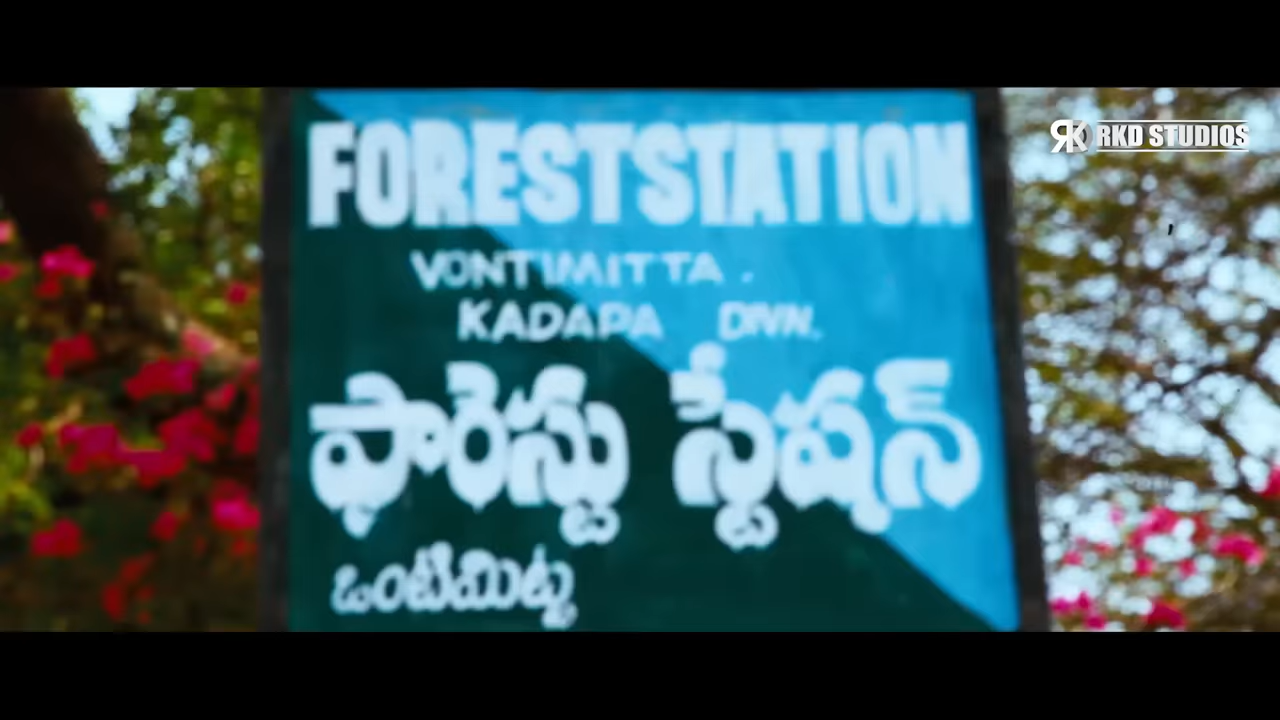 FORESTSTATION
VONTIMITTA.
KADAPA DIVN.
ఫారెస్టు స్టేషన్
ఒంటిమిట్ట
RKD STUDIOS